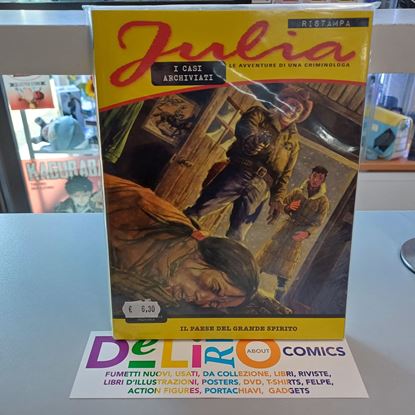 RISTAMPA
Julia
LE AVVENTURE DI UNA CRIMINOLOGA
I CASI
ARCHIVIATI
€ 6,30
IL PAESE DEL GRANDE SPIRITO
DeLiRio
ABOUT
COMICS
FUMETTI NUOVI, USATI, DA COLLEZIONE, LIBRI, RIVISTE,
LIBRI D'ILLUSTRAZIONI, POSTERS, DVD, T-SHIRTS, FELPE,
ACTION FIGURES, PORTACHIAVI, GADGETS